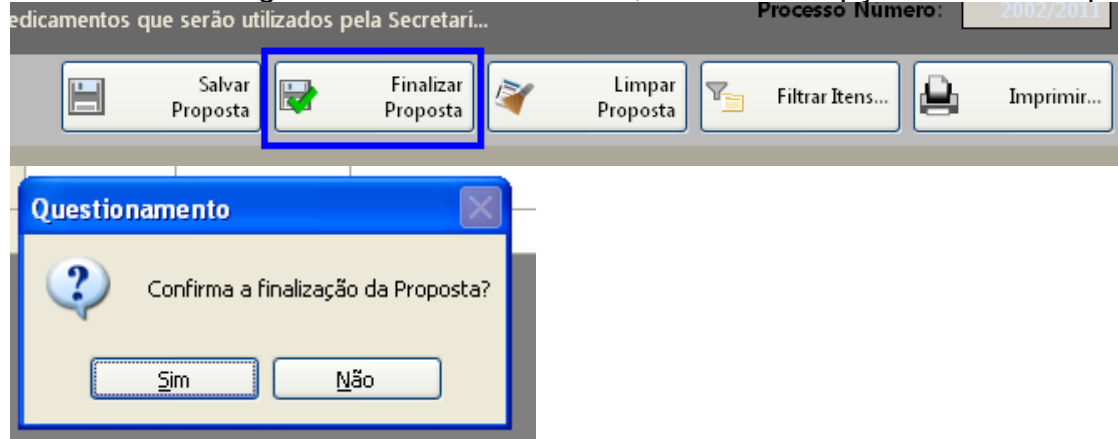 edicamentos que serão utilizados pela Secretari...
Processo Número: 2002/2011
Salvar
Proposta
Finalizar
Proposta
Limpar
Proposta
Filtrar Itens...
Imprimir...
Questionamento
Confirma a finalização da Proposta?
Sim
Não